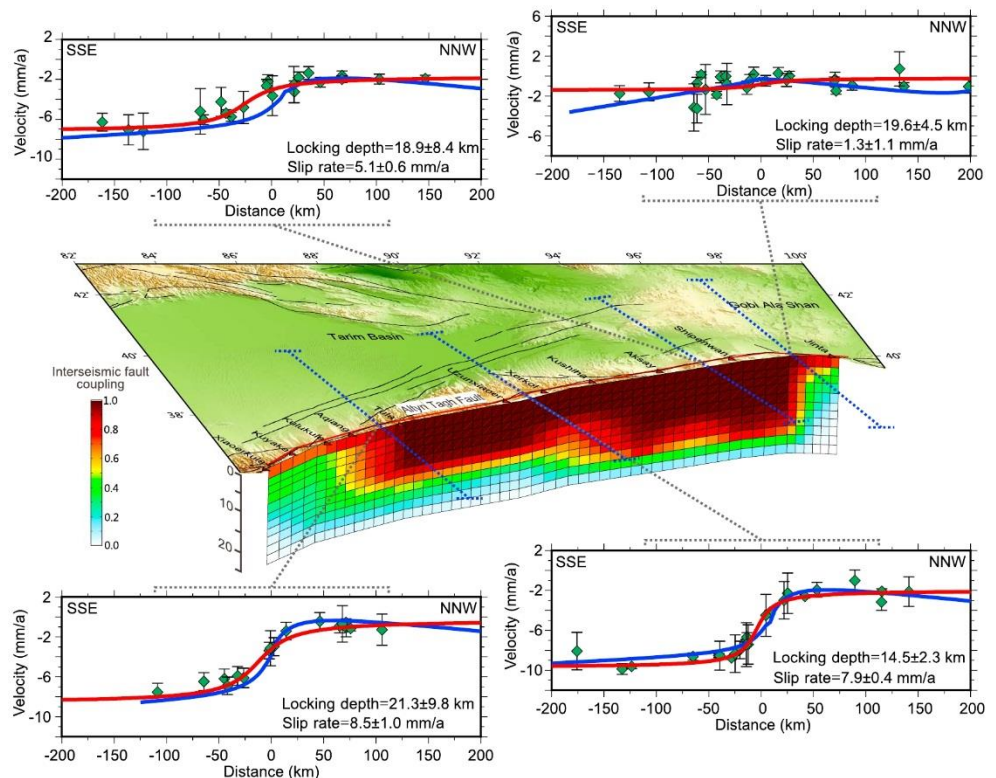 2
-2
-6
-10
Velocity (mm/a)
SSE
NNW
Locking depth=18.9±8.4 km
Slip rate=5.1±0.6 mm/a
-200 -150 -100 -50 0 50 100 150 200
Distance (km)
6
2
-2
-6
Velocity (mm/a)
SSE
NNW
Locking depth=19.6±4.5 km
Slip rate=1.3±1.1 mm/a
-200 -150 -100 -50 0 50 100 150 200
Distance (km)
82° 84° 86° 88° 90° 92° 94° 96° 98° 100°
42°
40°
38°
42°
40°
Gobi Ala Shan
Tarim Basin
Altyn Tagh Fault
Jinta
Shibaocheng
Aksay
Xorkol
Aqiang
Kulukuhu
Kuyake
Interseismic fault
coupling
1.0
0.8
0.6
0.4
0.2
0.0
0
10
20
2
-2
-6
-10
Velocity (mm/a)
SSE
NNW
Locking depth=21.3±9.8 km
Slip rate=8.5±1.0 mm/a
-200 -150 -100 -50 0 50 100 150 200
Distance (km)
2
-2
-6
-10
Velocity (mm/a)
SSE
NNW
Locking depth=14.5±2.3 km
Slip rate=7.9±0.4 mm/a
-200 -150 -100 -50 0 50 100 150 200
Distance (km)